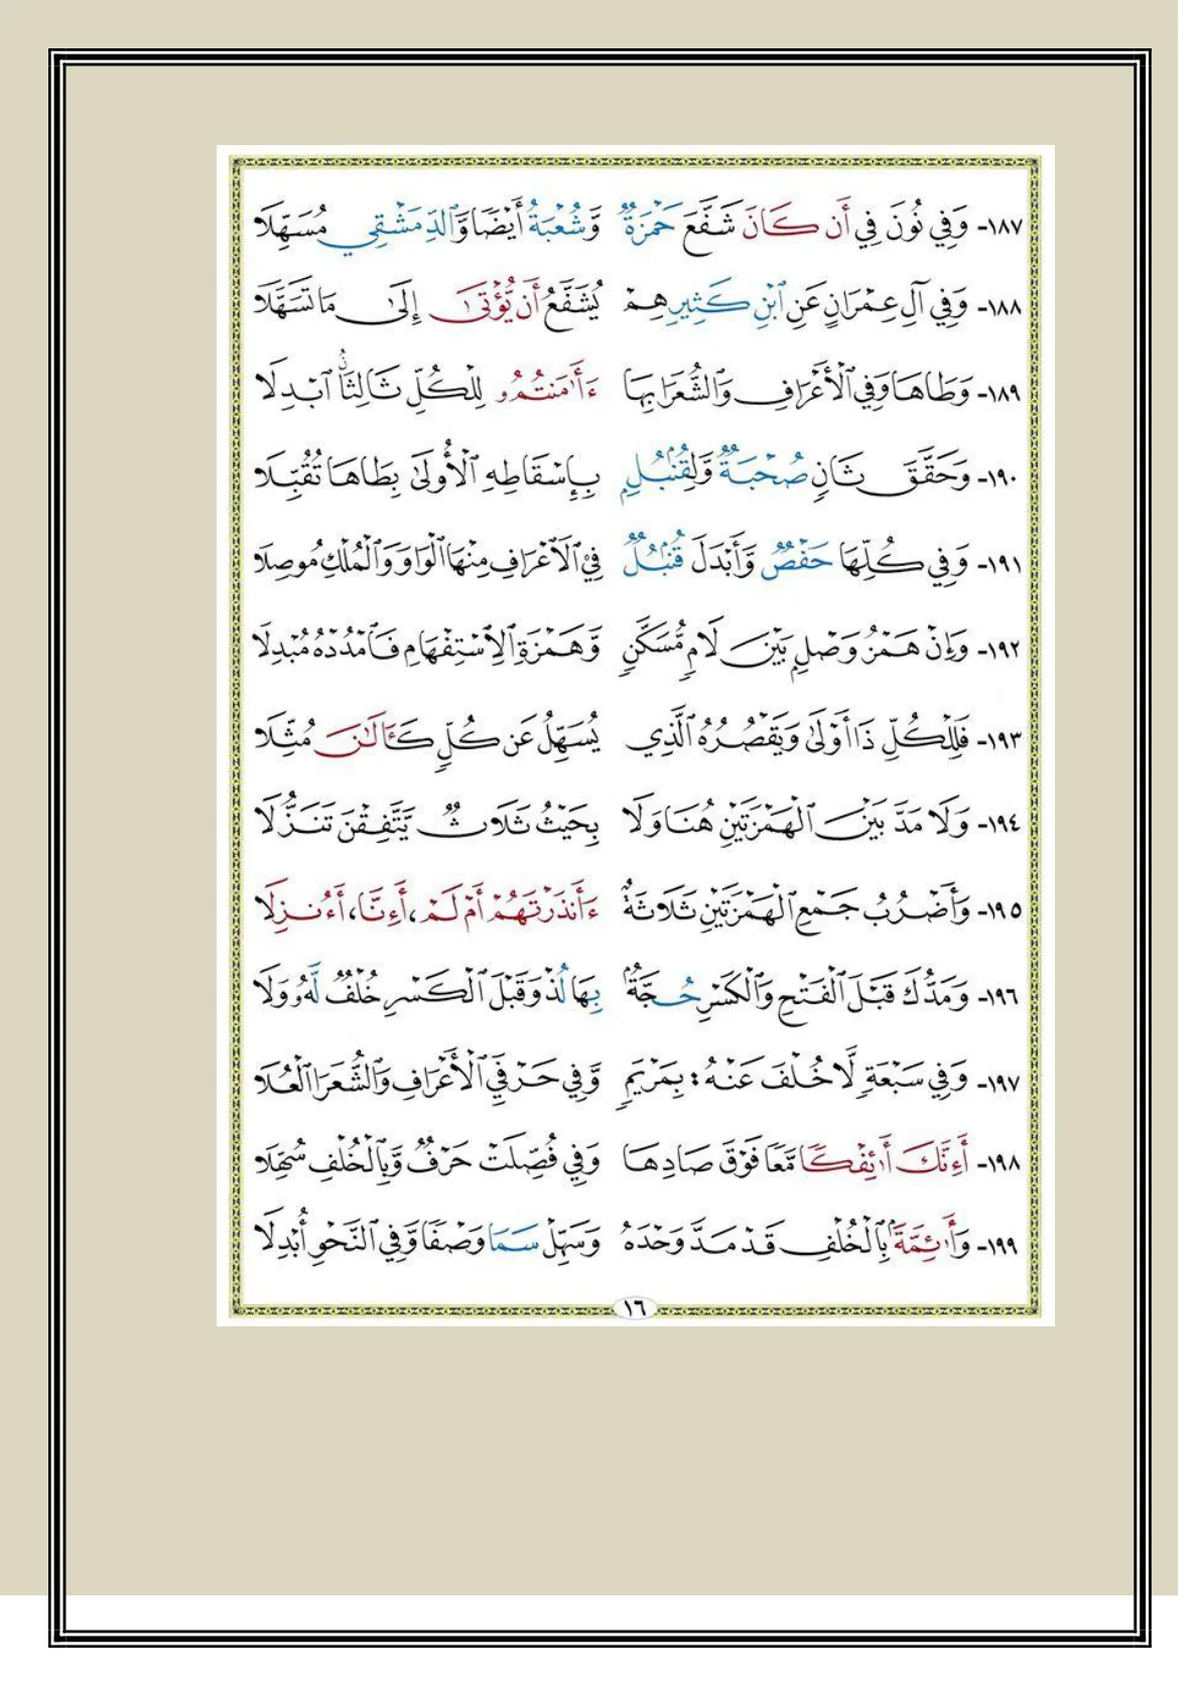 ١٨٧- وَفِي نُونَ فِي أَن كَانَ شَفَّعَ حَمْزَةٌ وَّشُعْبَةُ أَيْضًا وَّالدِّمَشْقِي مُسَهِّلَا
١٨٨- وَفِي آلِ عِمْرَانٍ عَنِ ابْنِ كَثِيرِهِمْ يُشَفَّعُ أَن يُّؤْتَىٰ إِلَىٰ مَا تَسَهَّلَا
١٨٩- وَطَاهَا وَفِي الْأَعْرَافِ وَالشُّعَرَا بِهَا ءَأَٰمَنتُمُۥ لِلْكُلِّ ثَالِثًا ابْدِلَا
١٩٠- وَحَقَّقَ ثَانٍ صُحْبَةٌ وَّلِقُنْبُلٍ بِإِسْقَاطِهِ الْأُولَىٰ بِطَاهَا تُقُبِّلَا
١٩١- وَفِي كُلِّهَا حَفْصٌ وَّأَبْدَلَ قُنْبُلٌ فِي الَاعْرَافِ مِنْهَا الْوَاوَ وَالْمُلْكِ مُوصِلَا
١٩٢- وَإِنْ هَمْزُ وَصْلٍ بَيْنَ لَامٍ مُّسَكَّنٍ وَّهَمْزَةِ الِاسْتِفْهَامِ فَامْدُدْهُ مُبْدِلَا
١٩٣- فَلِلْكُلِّ ذَا أَوْلَىٰ وَيَقْصُرُهُ الَّذِي يُسَهِّلُ عَن كُلٍّ كَـَٔالَٰنَ مُثِّلَا
١٩٤- وَلَا مَدَّ بَيْنَ الْهَمْزَتَيْنِ هُنَا وَلَا بِحَيْثُ ثَلَاثٌ يَتَّفِقْنَ تَنَزُّلَا
١٩٥- وَأَضْرُبُ جَمْعِ الْهَمْزَتَيْنِ ثَلَاثَةٌ ءَأَنذَرْتَهُمْ أَمْ لَمْ، أَءِنَّا، أَءُنزِلَا
١٩٦- وَمَدُّكَ قَبْلَ الْفَتْحِ وَالْكَسْرِ حُجَّةٌ بِهَا لُذْ وَقَبْلَ الْكَسْرِ خُلْفٌ لَّهُۥ وَلَا
١٩٧- وَفِي سَبْعَةٍ لَّا خُلْفَ عَنْهُ: بِمَرْيَمٍ وَّفِي حَرْفَيِ الْأَعْرَافِ وَالشُّعَرَا الْعُلَا
١٩٨- أَءِنَّكَ أَئِفْكًا مَّعًا فَوْقَ صَادِهَا وَفِي فُصِّلَتْ حَرْفٌ وَّبِالْخُلْفِ سُهِّلَا
١٩٩- وَأَئِمَّةً بِالْخُلْفِ قَدْ مَدَّ وَحْدَهُ وَسَهِّلْ سَمَا وَصْفًا وَّفِي النَّحْوِ أُبْدِلَا
١٦